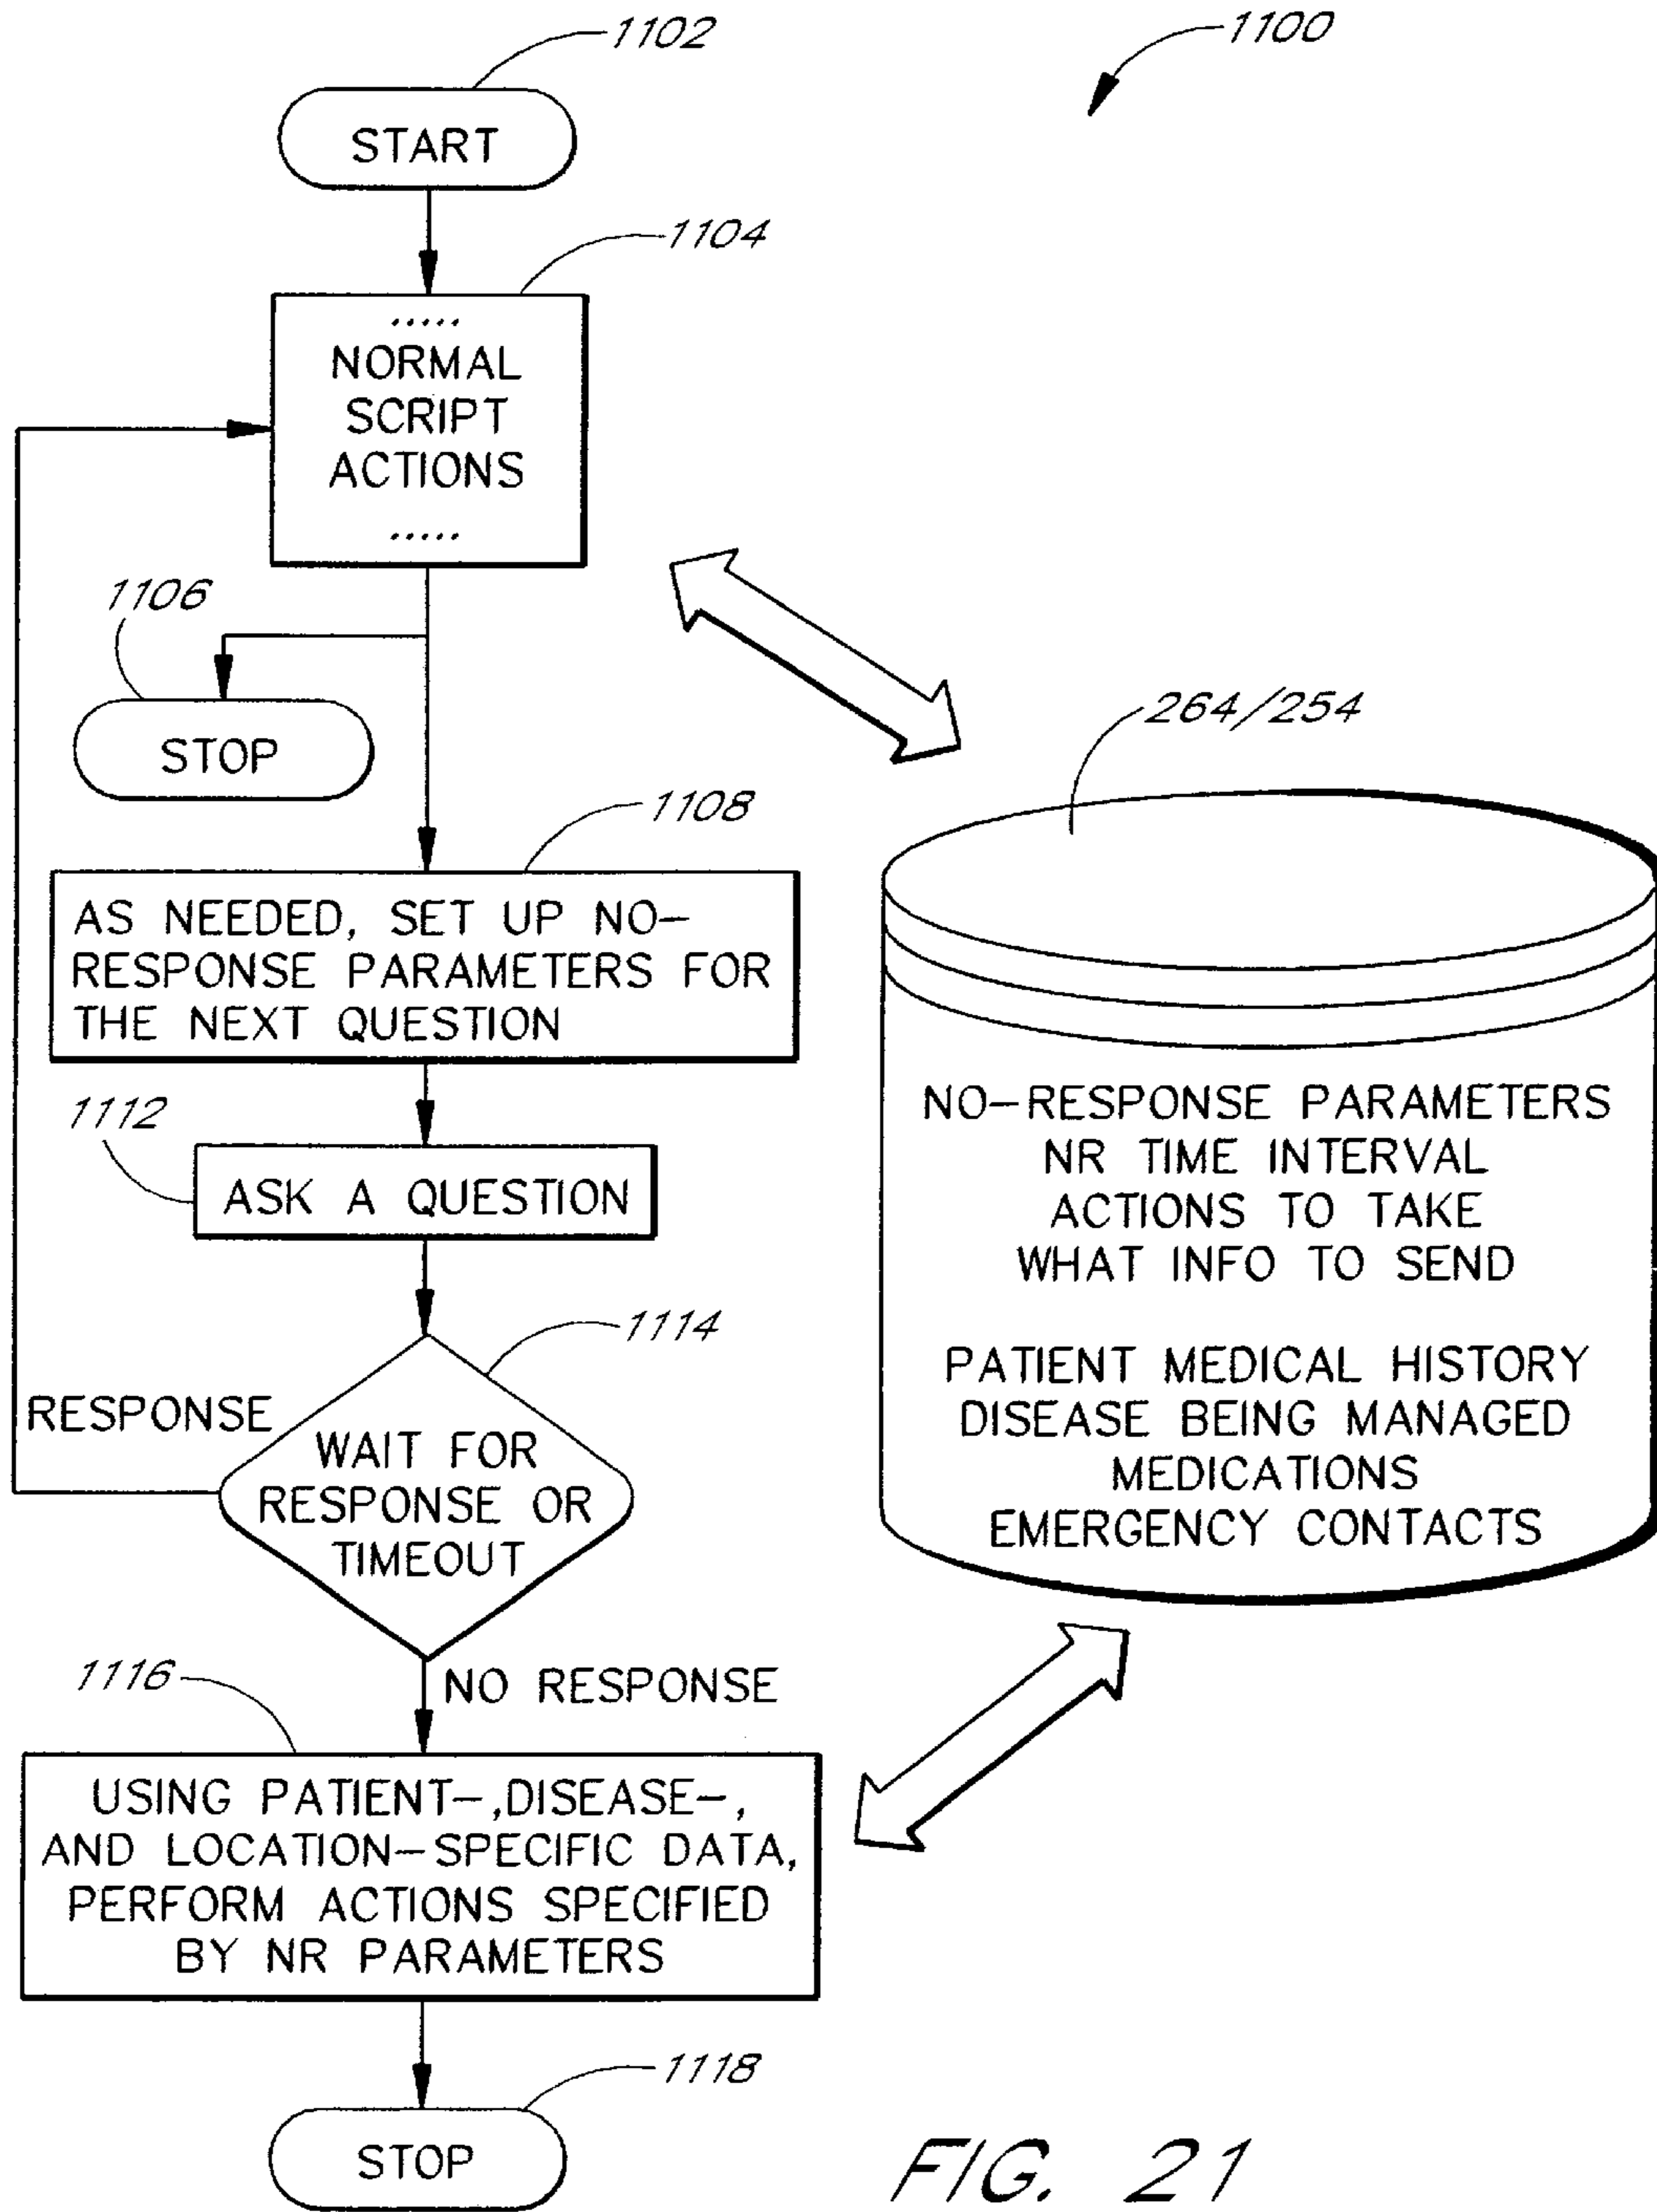 1102
1100
START
1104
.....
NORMAL
SCRIPT
ACTIONS
.....
1106
STOP
264/254
1108
AS NEEDED, SET UP NO-
RESPONSE PARAMETERS FOR
THE NEXT QUESTION
1112
ASK A QUESTION
1114
RESPONSE
WAIT FOR
RESPONSE OR
TIMEOUT
NO-RESPONSE PARAMETERS
NR TIME INTERVAL
ACTIONS TO TAKE
WHAT INFO TO SEND
PATIENT MEDICAL HISTORY
DISEASE BEING MANAGED
MEDICATIONS
EMERGENCY CONTACTS
1116
NO RESPONSE
USING PATIENT-,DISEASE-,
AND LOCATION-SPECIFIC DATA,
PERFORM ACTIONS SPECIFIED
BY NR PARAMETERS
1118
STOP
FIG. 21